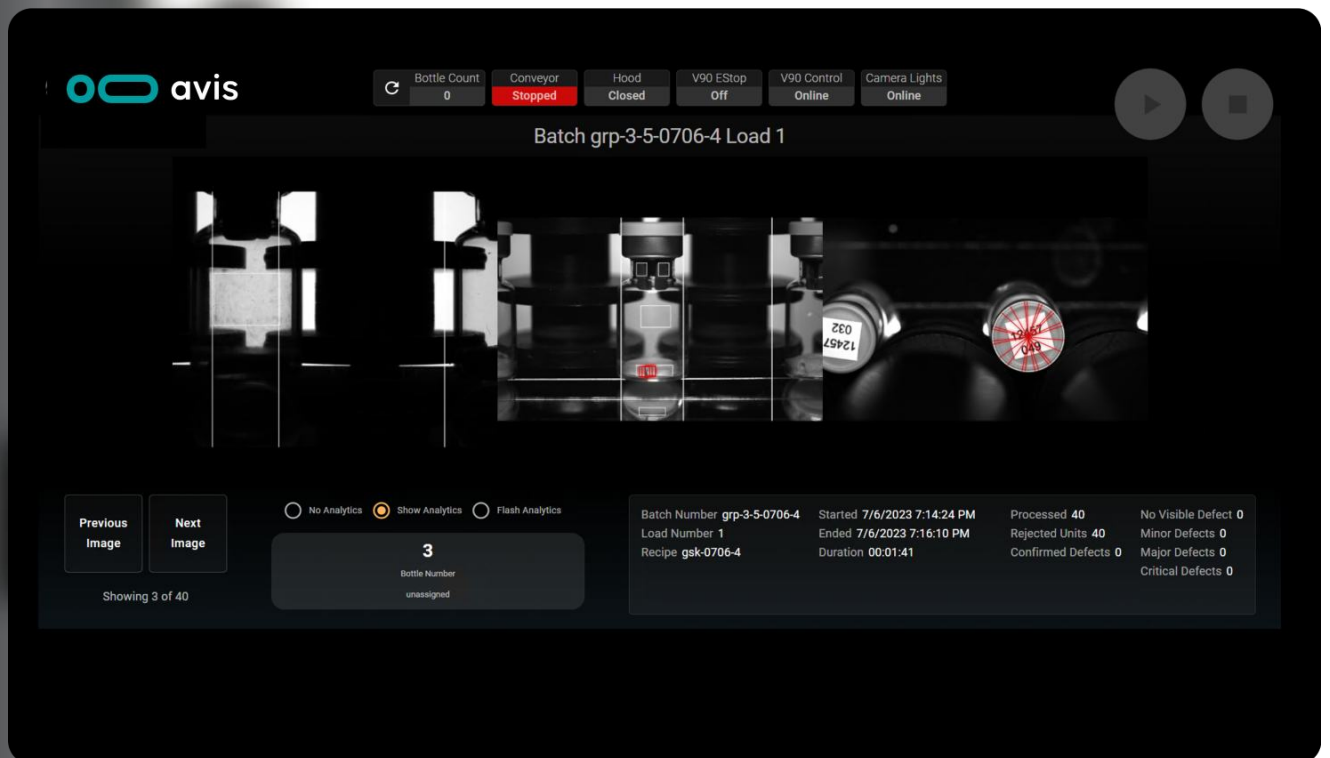 avis
Bottle Count
0
Conveyor
Stopped
Hood
Closed
V90 EStop
Off
V90 Control
Online
Camera Lights
Online
Batch grp-3-5-0706-4 Load 1
12457
032
12457
049
Previous
Image
Next
Image
Showing 3 of 40
No Analytics
Show Analytics
Flash Analytics
3
Bottle Number
unassigned
Batch Number grp-3-5-0706-4
Load Number 1
Recipe gsk-0706-4
Started 7/6/2023 7:14:24 PM
Ended 7/6/2023 7:16:10 PM
Duration 00:01:41
Processed 40
Rejected Units 40
Confirmed Defects 0
No Visible Defect 0
Minor Defects 0
Major Defects 0
Critical Defects 0